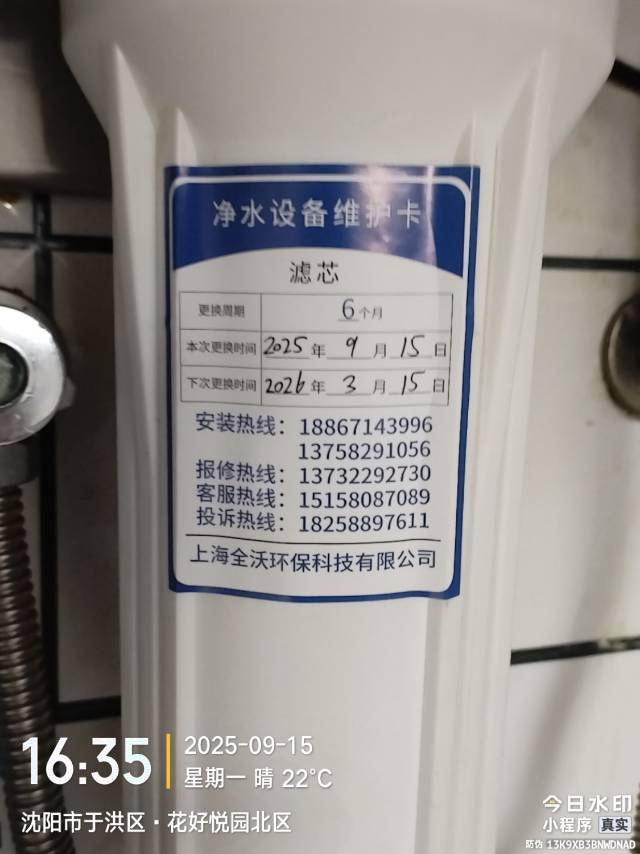 净水设备维护卡
滤芯
更换周期 6个月
本次更换时间 2025年 9月 15日
下次更换时间 2026年 3月 15日
安装热线：18867143996
13758291056
报修热线：13732292730
客服热线：15158087089
投诉热线：18258897611
上海全沃环保科技有限公司
16:35
2025-09-15
星期一 晴 22℃
沈阳市于洪区·花好悦园北区
今日水印
小程序 真实
防伪 13K9XB3BNWDNAD